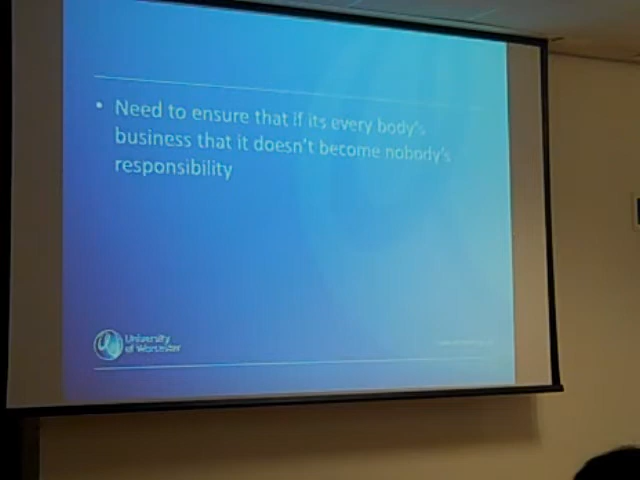 • Need to ensure that if its every body's
business that it doesn't become nobody's
responsibility
University
of Worcester